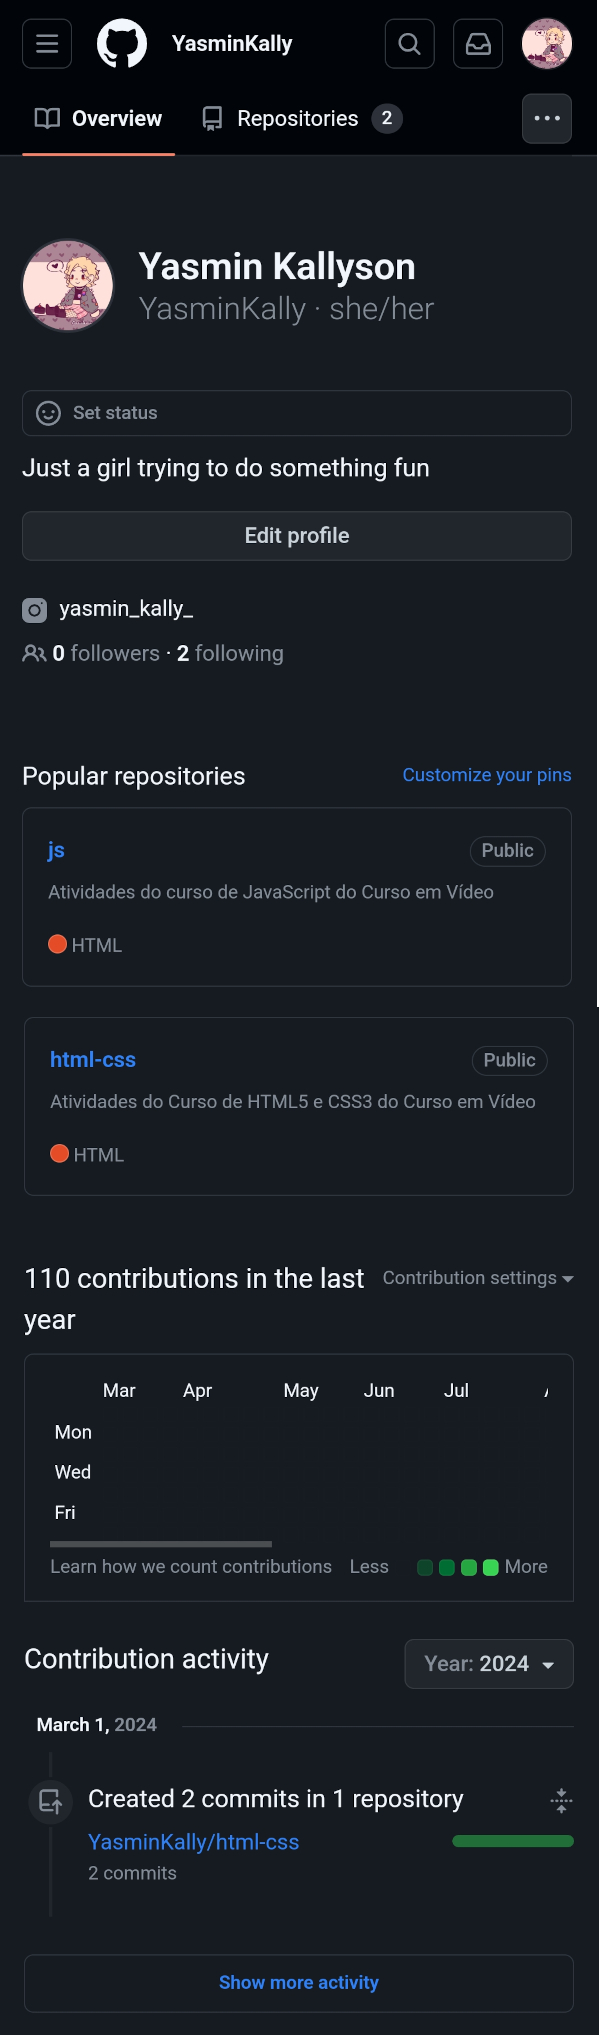 YasminKally
Overview Repositories 2
Yasmin Kallyson
YasminKally · she/her
Set status
Just a girl trying to do something fun
Edit profile
yasmin_kally_
0 followers · 2 following
Popular repositories Customize your pins
js Public
Atividades do curso de JavaScript do Curso em Vídeo
HTML
html-css Public
Atividades do Curso de HTML5 e CSS3 do Curso em Vídeo
HTML
110 contributions in the last year Contribution settings
Mar Apr May Jun Jul
Mon
Wed
Fri
Learn how we count contributions Less More
Contribution activity Year: 2024
March 1, 2024
Created 2 commits in 1 repository
YasminKally/html-css
2 commits
Show more activity